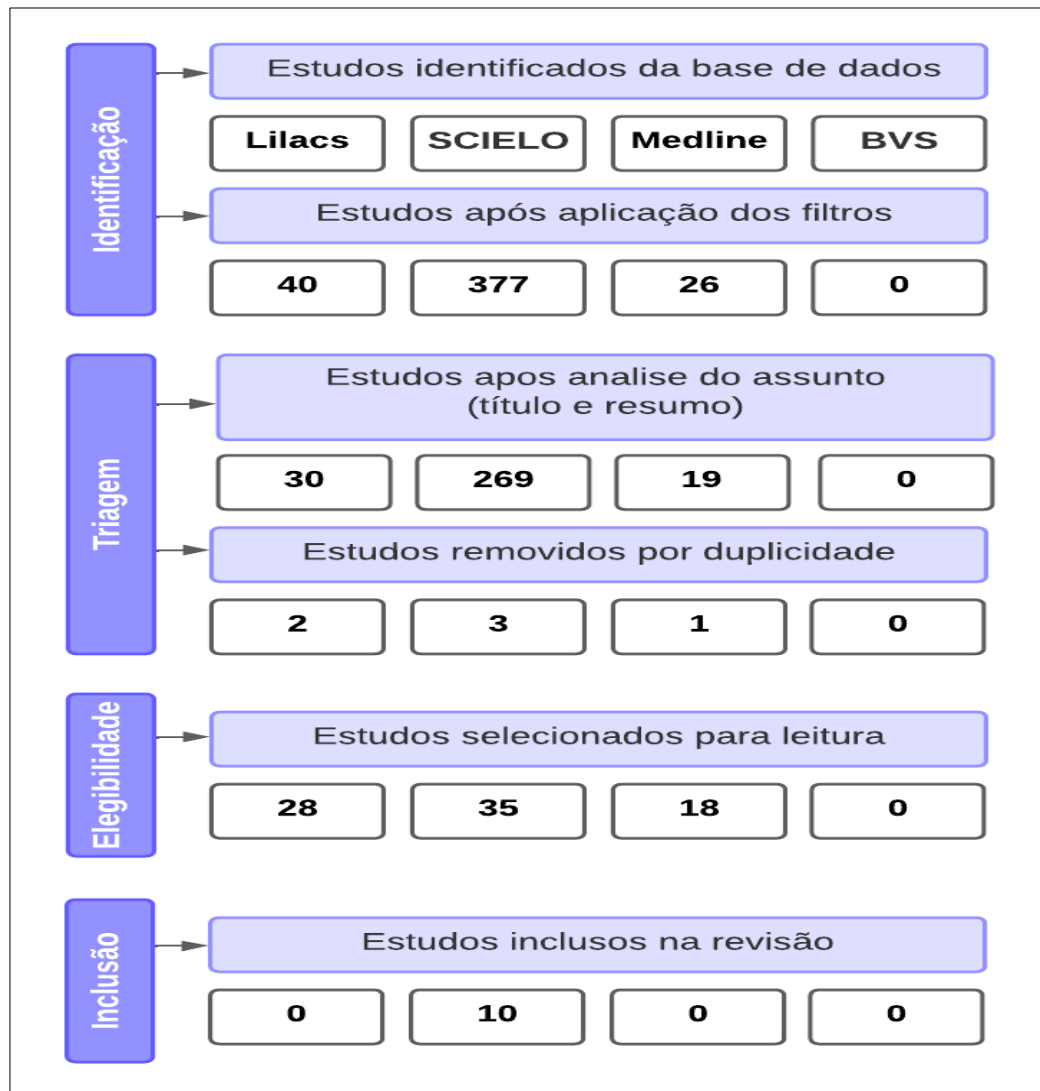 Identificação
Estudos identificados da base de dados
Lilacs SCIELO Medline BVS
Estudos após aplicação dos filtros
40 377 26 0
Triagem
Estudos apos analise do assunto
(título e resumo)
30 269 19 0
Estudos removidos por duplicidade
2 3 1 0
Elegibilidade
Estudos selecionados para leitura
28 35 18 0
Inclusão
Estudos inclusos na revisão
0 10 0 0